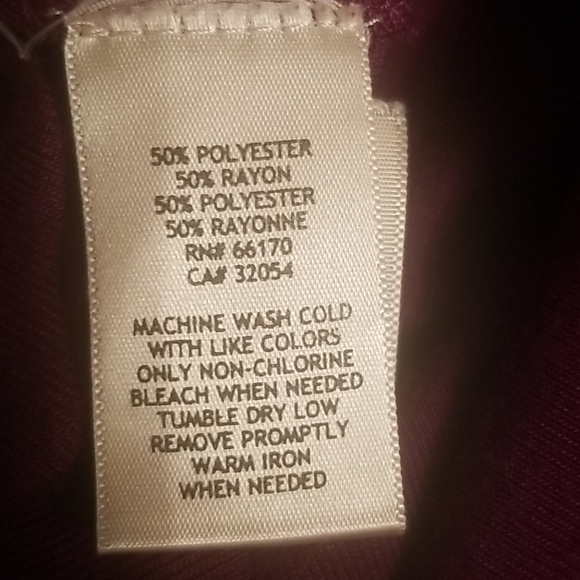 50% POLYESTER
50% RAYON
50% POLYESTER
50% RAYONNE
RN# 66170
CA# 32054
MACHINE WASH COLD
WITH LIKE COLORS
ONLY NON-CHLORINE
BLEACH WHEN NEEDED
TUMBLE DRY LOW
REMOVE PROMPTLY
WARM IRON
WHEN NEEDED